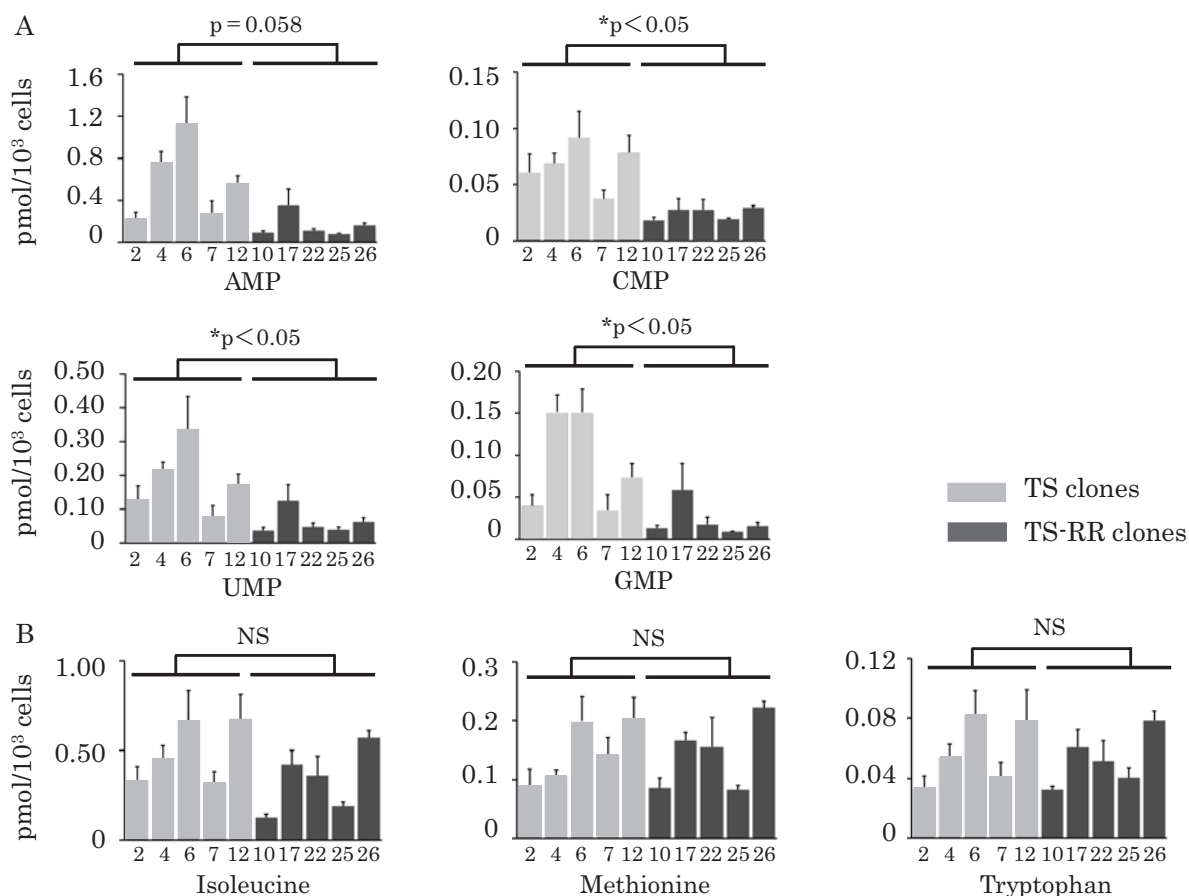 A
p=0.058
*p<0.05
pmol/10³ cells
1.6
1.2
0.8
0.4
0
2 4 6 7 12 10 17 22 25 26
AMP
0.15
0.10
0.05
0
2 4 6 7 12 10 17 22 25 26
CMP
*p<0.05
*p<0.05
pmol/10³ cells
0.50
0.40
0.30
0.20
0.10
0
2 4 6 7 12 10 17 22 25 26
UMP
0.20
0.15
0.10
0.05
0
2 4 6 7 12 10 17 22 25 26
GMP
TS clones
TS-RR clones
B
NS
NS
NS
pmol/10³ cells
1.00
0.50
0
2 4 6 7 12 10 17 22 25 26
Isoleucine
0.3
0.2
0.1
0
2 4 6 7 12 10 17 22 25 26
Methionine
0.12
0.08
0.04
0
2 4 6 7 12 10 17 22 25 26
Tryptophan